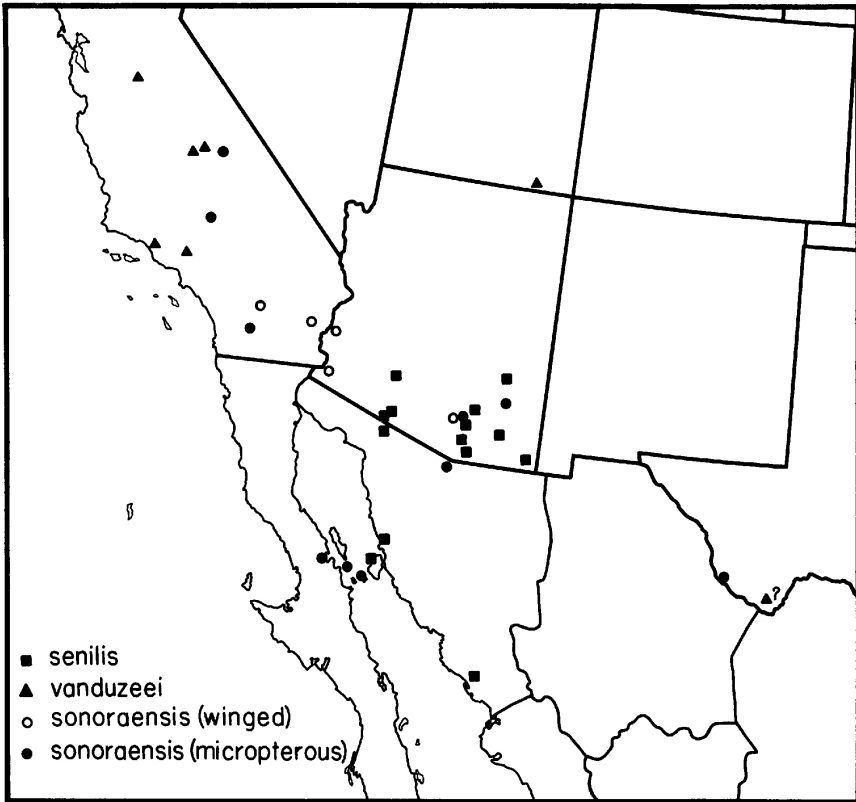 ?
senilis
vanduzeei
sonoraensis (winged)
sonoraensis (micropterous)